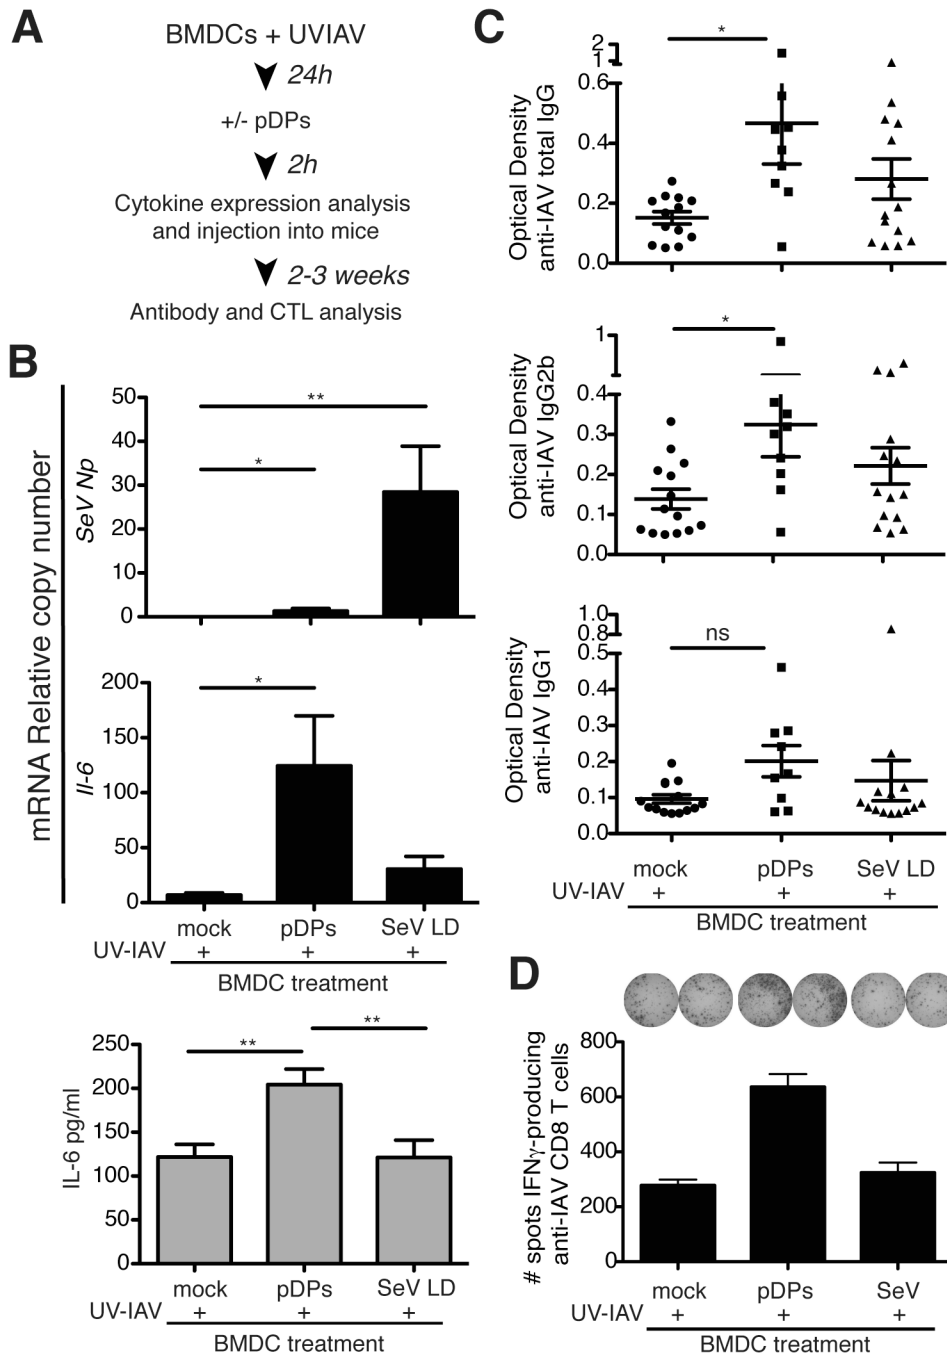 A
BMDCs + UVIAV
24h
+/- pDPs
2h
Cytokine expression analysis
and injection into mice
2-3 weeks
Antibody and CTL analysis
B
mRNA Relative copy number
SeV Np
50
40
30
20
10
0
**
*
Il-6
200
150
100
50
0
*
mock
pDPs
SeV LD
UV-IAV + + +
BMDC treatment
IL-6 pg/ml
250
200
150
100
50
0
**
**
mock
pDPs
SeV LD
UV-IAV + + +
BMDC treatment
C
Optical Density
anti-IAV total IgG
2
1
0.6
0.4
0.2
0.0
*
Optical Density
anti-IAV IgG2b
1
0.4
0.3
0.2
0.1
0.0
*
Optical Density
anti-IAV IgG1
1.0
0.8
0.5
0.4
0.3
0.2
0.1
0.0
ns
mock
pDPs
SeV LD
UV-IAV + + +
BMDC treatment
D
# spots IFNγ-producing
anti-IAV CD8 T cells
800
600
400
200
0
mock
pDPs
SeV
UV-IAV + + +
BMDC treatment